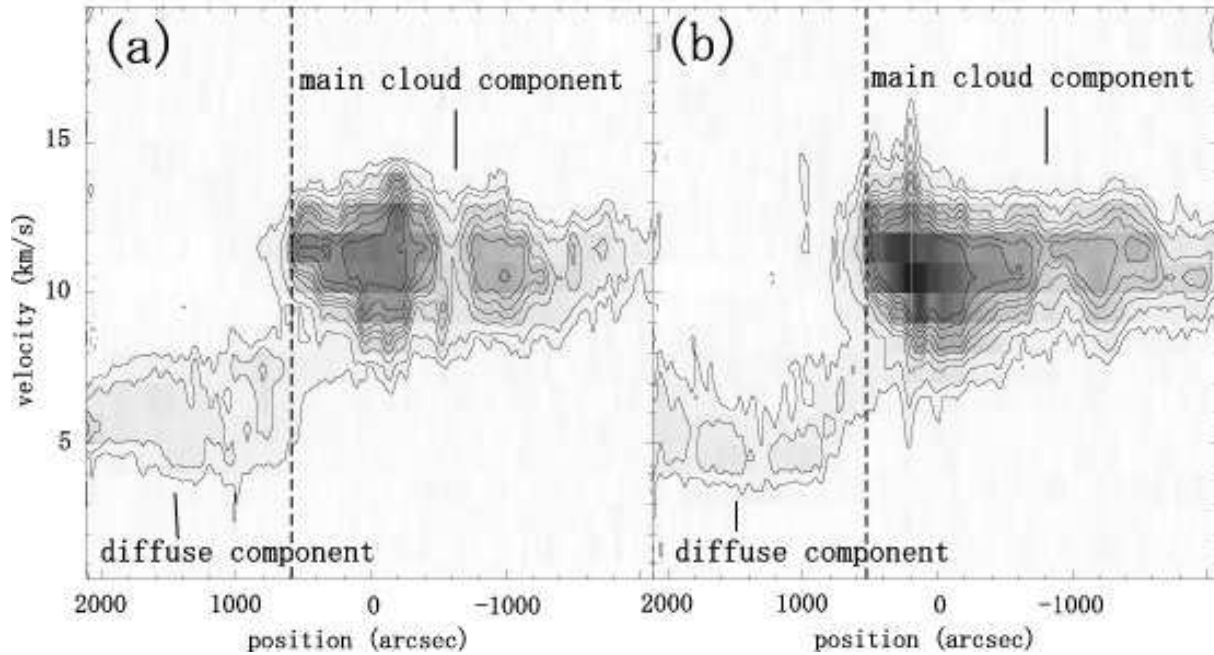 (a)
main cloud component
diffuse component
15
10
5
velocity (km/s)
2000 1000 0 -1000
position (arcsec)
(b)
main cloud component
diffuse component
2000 1000 0 -1000
position (arcsec)